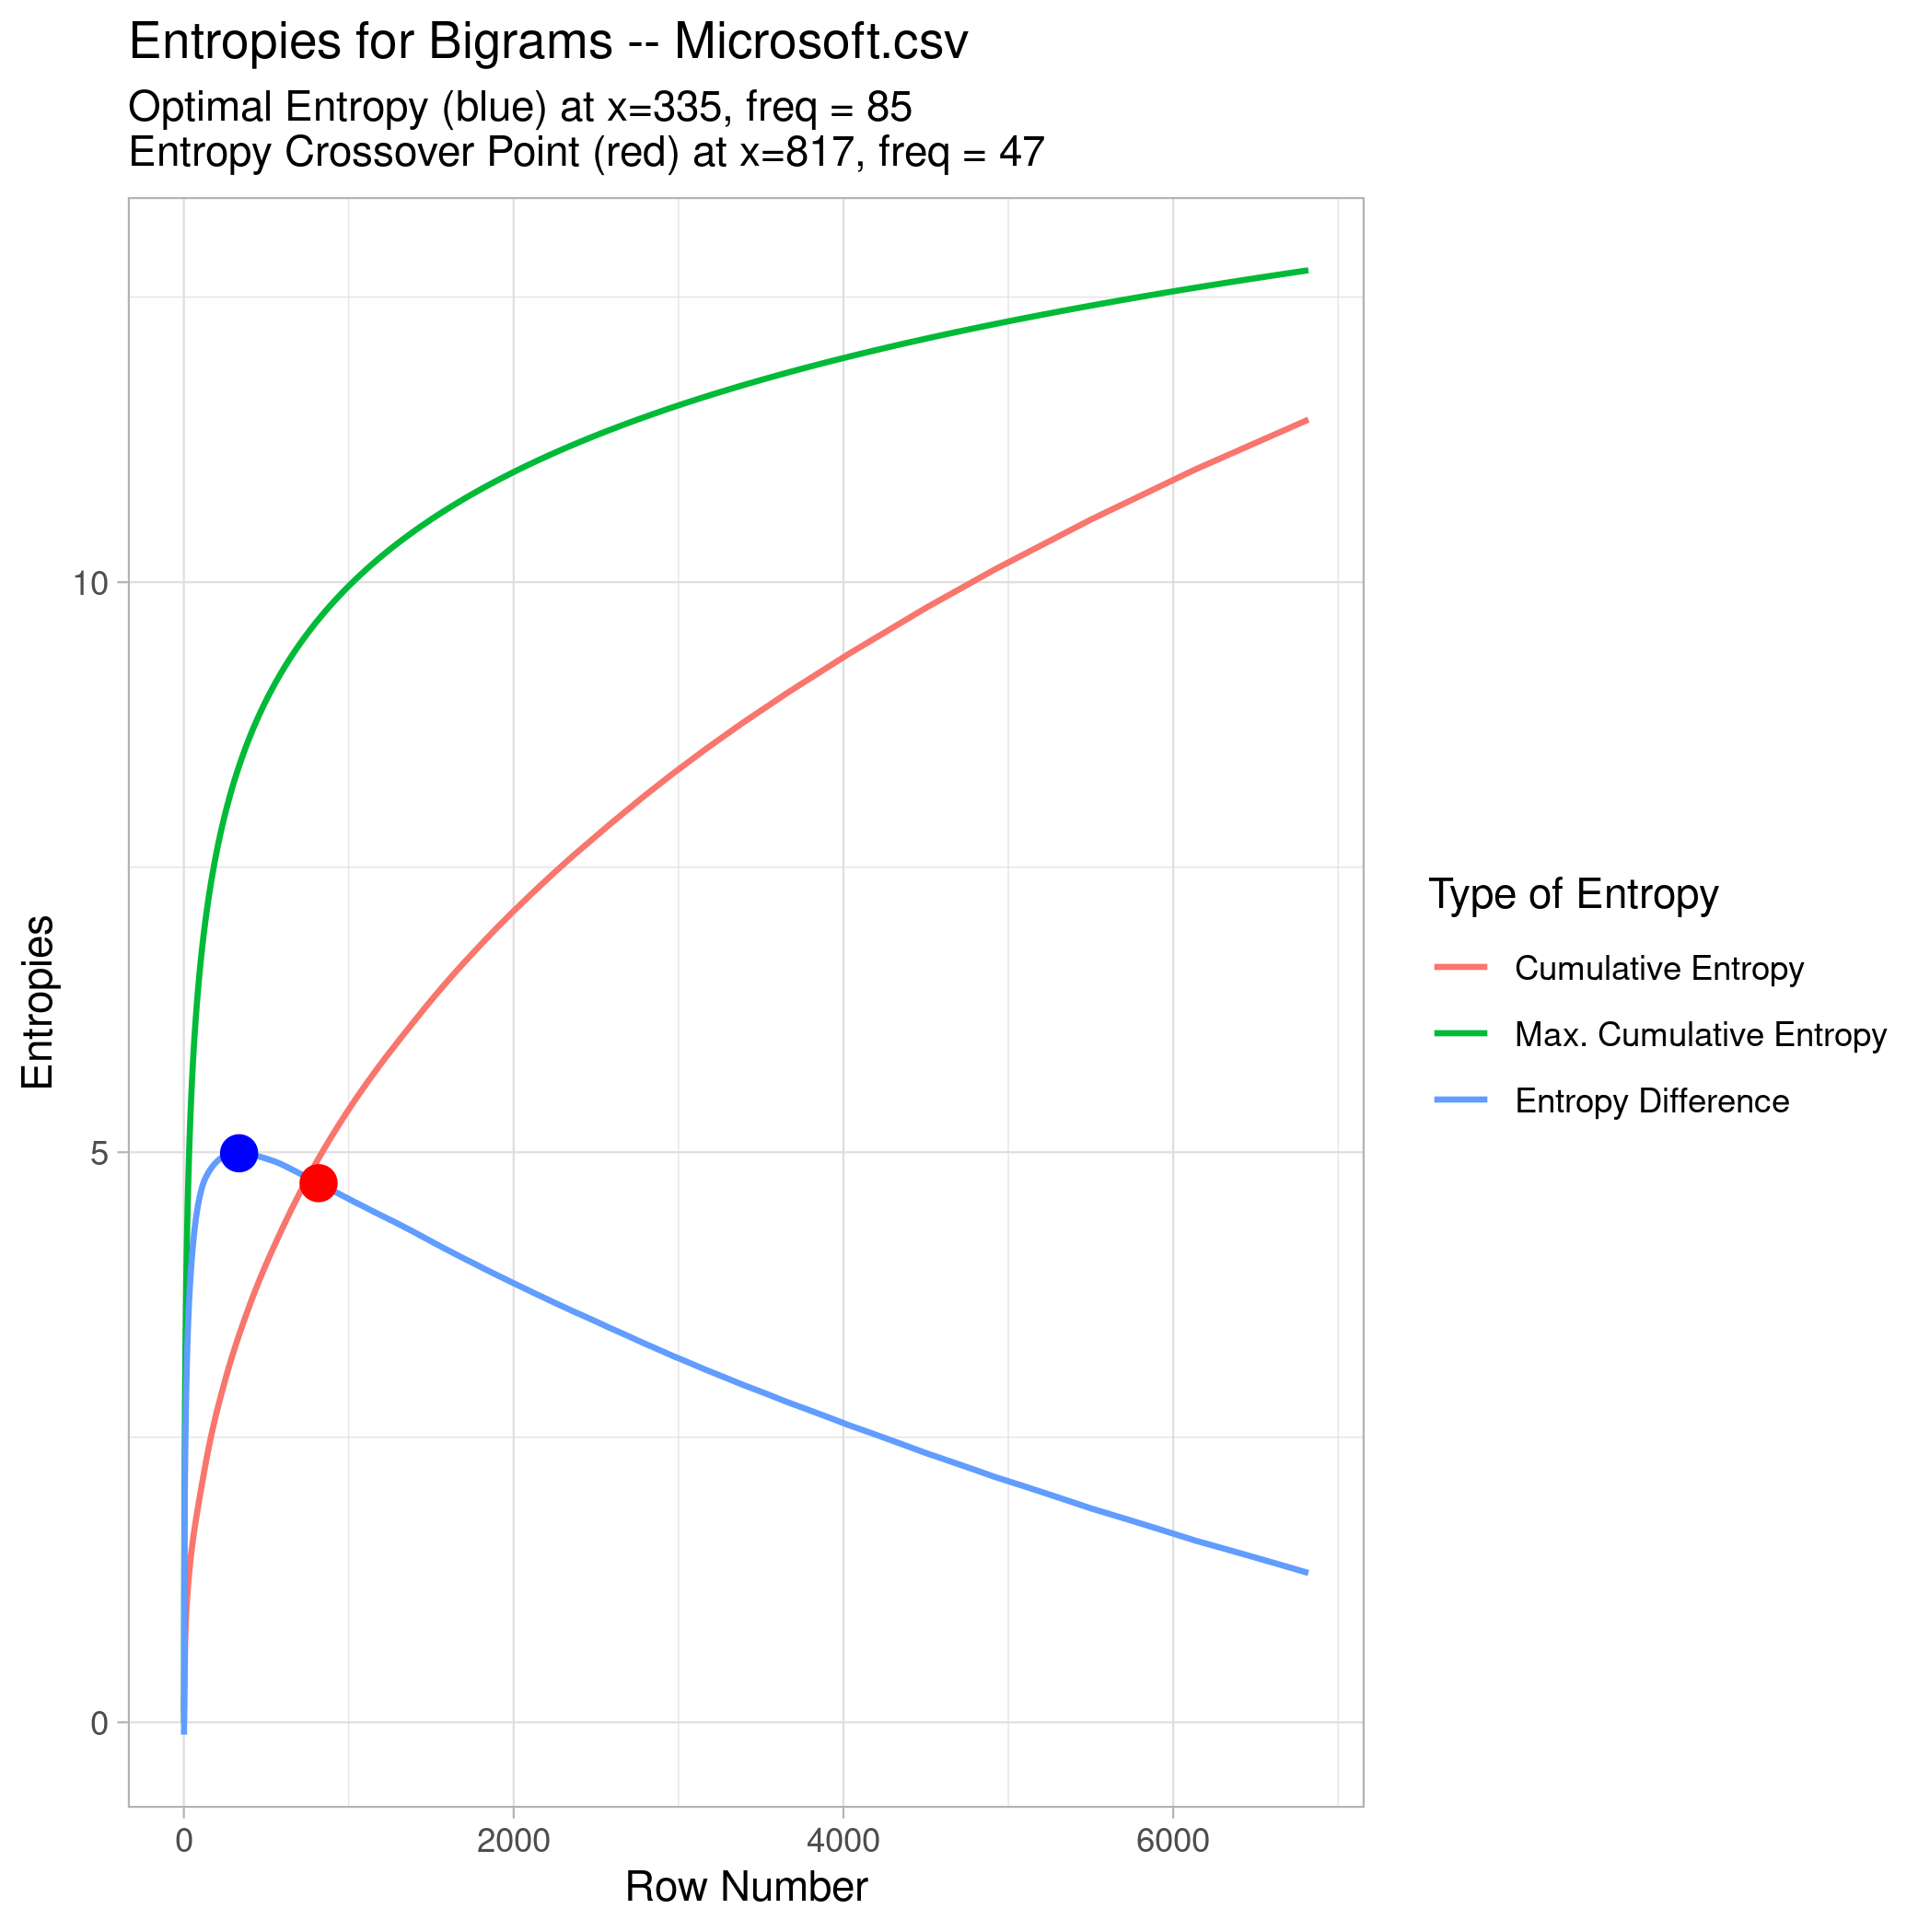 Entropies for Bigrams -- Microsoft.csv
Optimal Entropy (blue) at x=335, freq = 85
Entropy Crossover Point (red) at x=817, freq = 47
10
5
0
Entropies
0 2000 4000 6000
Row Number
Type of Entropy
Cumulative Entropy
Max. Cumulative Entropy
Entropy Difference